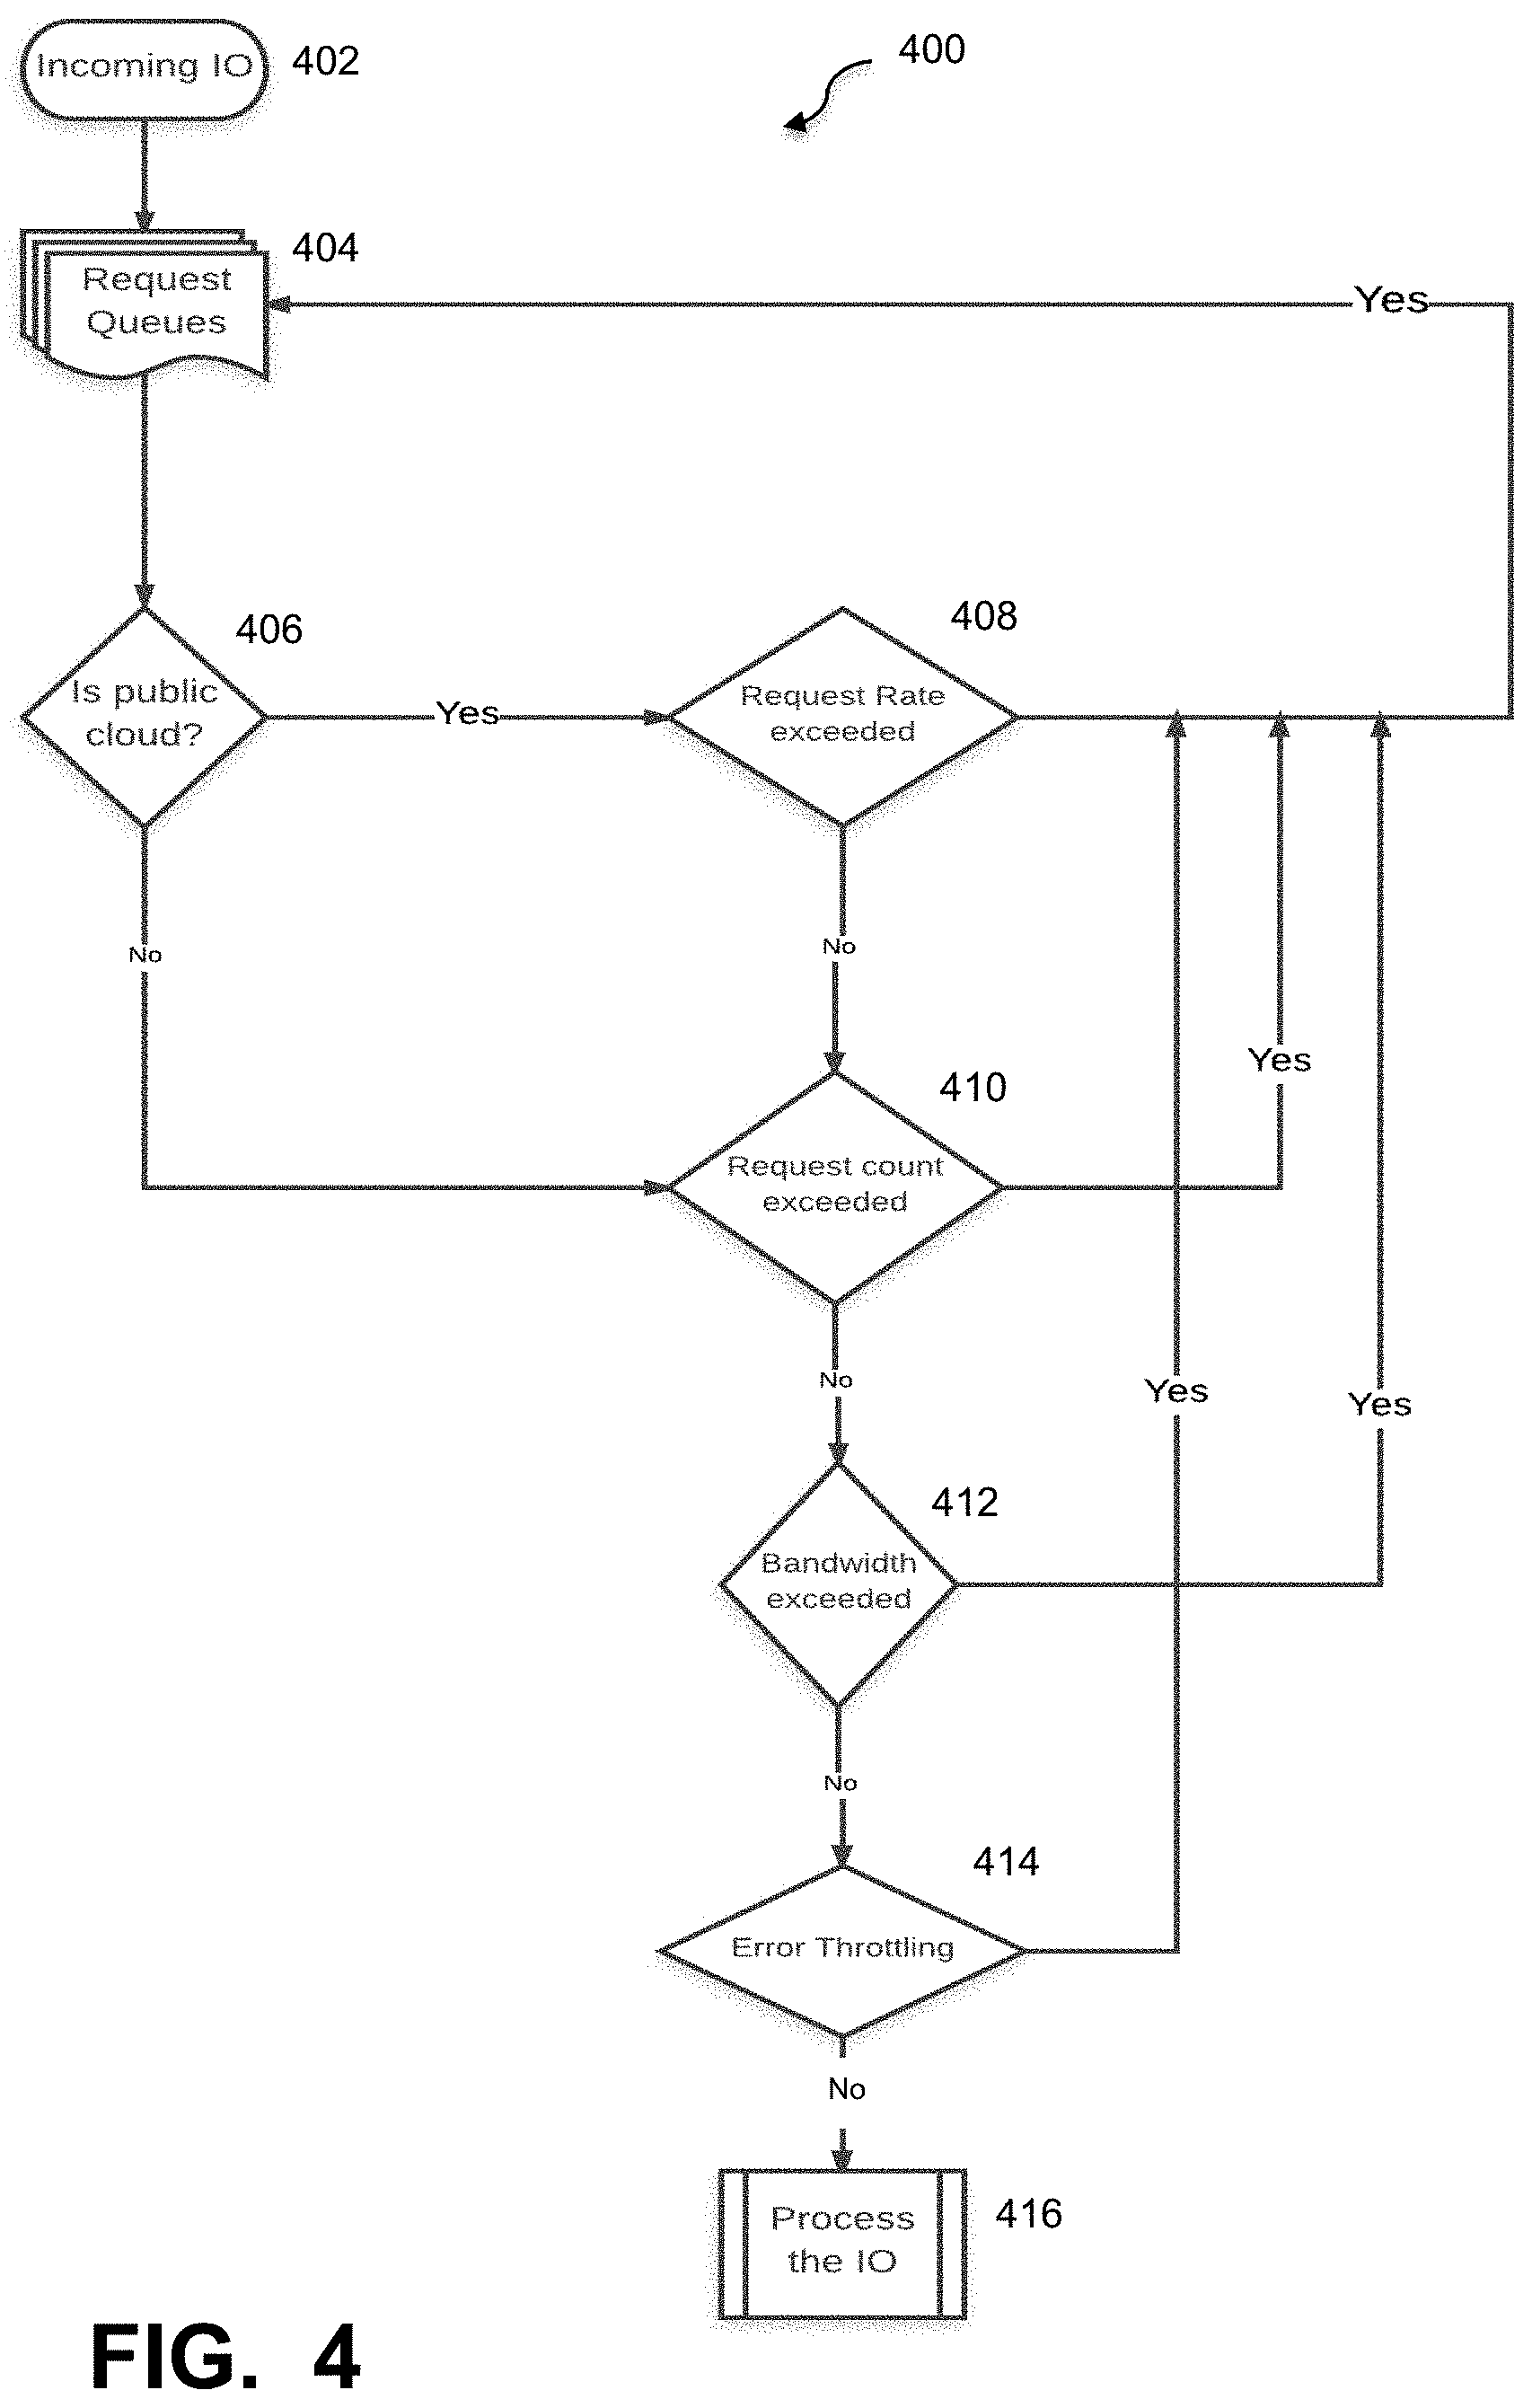 Incoming IO
402
400
Request
Queues
404
Yes
Is public
cloud?
406
Yes
Request Rate
exceeded
408
No
No
Yes
Request count
exceeded
410
No
Yes
Yes
Bandwidth
exceeded
412
No
Error Throttling
414
No
Process
the IO
416
FIG. 4